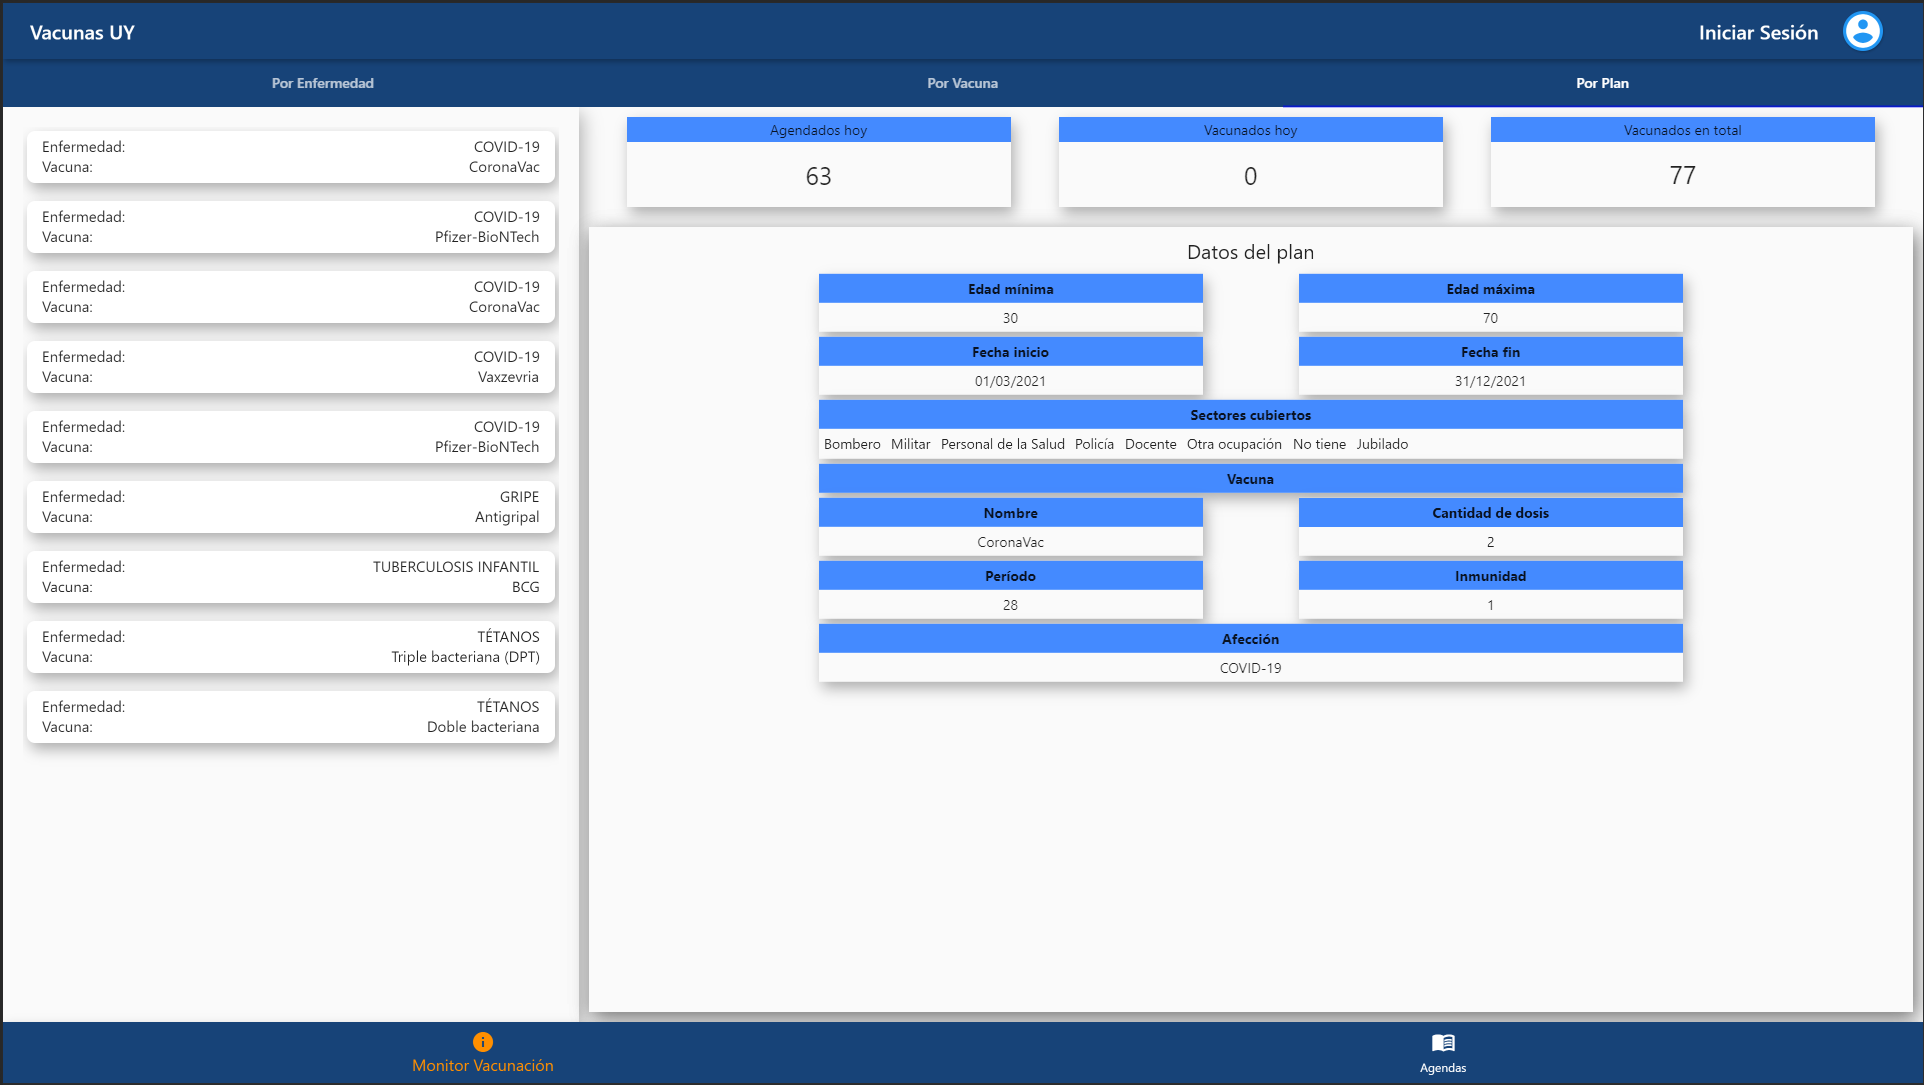 Vacunas UY
Iniciar Sesión
Por Enfermedad
Por Vacuna
Por Plan
Enfermedad: COVID-19
Vacuna: CoronaVac
Enfermedad: COVID-19
Vacuna: Pfizer-BioNTech
Enfermedad: COVID-19
Vacuna: CoronaVac
Enfermedad: COVID-19
Vacuna: Vaxzevria
Enfermedad: COVID-19
Vacuna: Pfizer-BioNTech
Enfermedad: GRIPE
Vacuna: Antigripal
Enfermedad: TUBERCULOSIS INFANTIL
Vacuna: BCG
Enfermedad: TÉTANOS
Vacuna: Triple bacteriana (DPT)
Enfermedad: TÉTANOS
Vacuna: Doble bacteriana
Agendados hoy
63
Vacunados hoy
0
Vacunados en total
77
Datos del plan
Edad mínima
30
Edad máxima
70
Fecha inicio
01/03/2021
Fecha fin
31/12/2021
Sectores cubiertos
Bombero Militar Personal de la Salud Policía Docente Otra ocupación No tiene Jubilado
Vacuna
Nombre
CoronaVac
Cantidad de dosis
2
Período
28
Inmunidad
1
Afección
COVID-19
Monitor Vacunación
Agendas